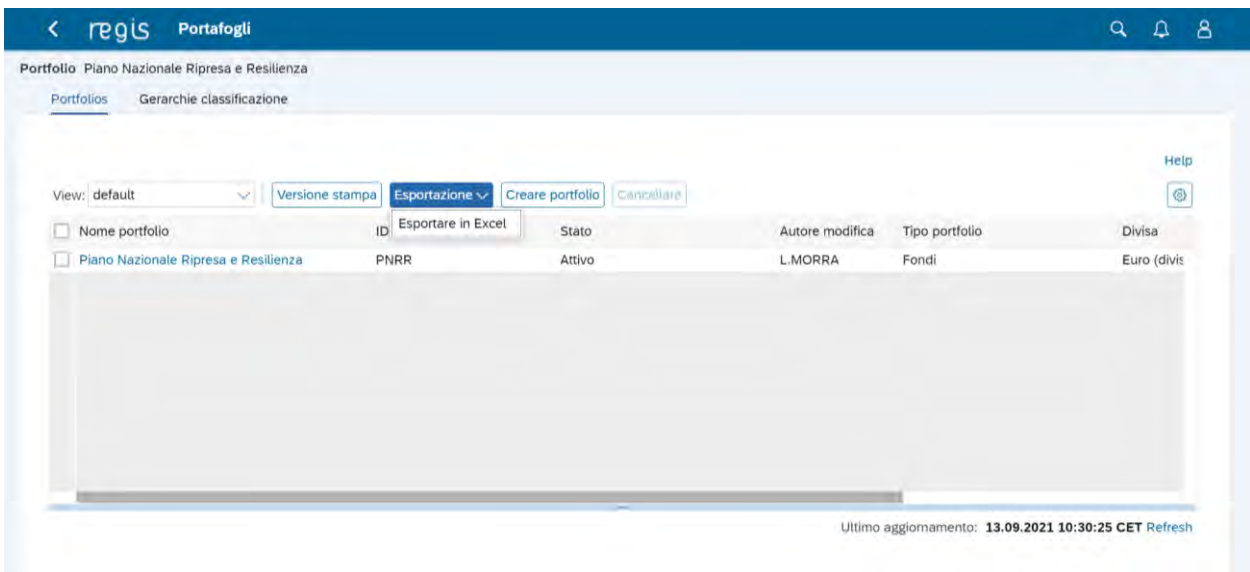 regis Portafogli
Portfolio Piano Nazionale Ripresa e Resilienza
Portfolios Gerarchie classificazione
Help
View: default Versione stampa Esportazione Creare portfolio Cancellare
Esportare in Excel
Nome portfolio ID Stato Autore modifica Tipo portfolio Divisa
Piano Nazionale Ripresa e Resilienza PNRR Attivo L.MORRA Fondi Euro (divis
Ultimo aggiornamento: 13.09.2021 10:30:25 CET Refresh